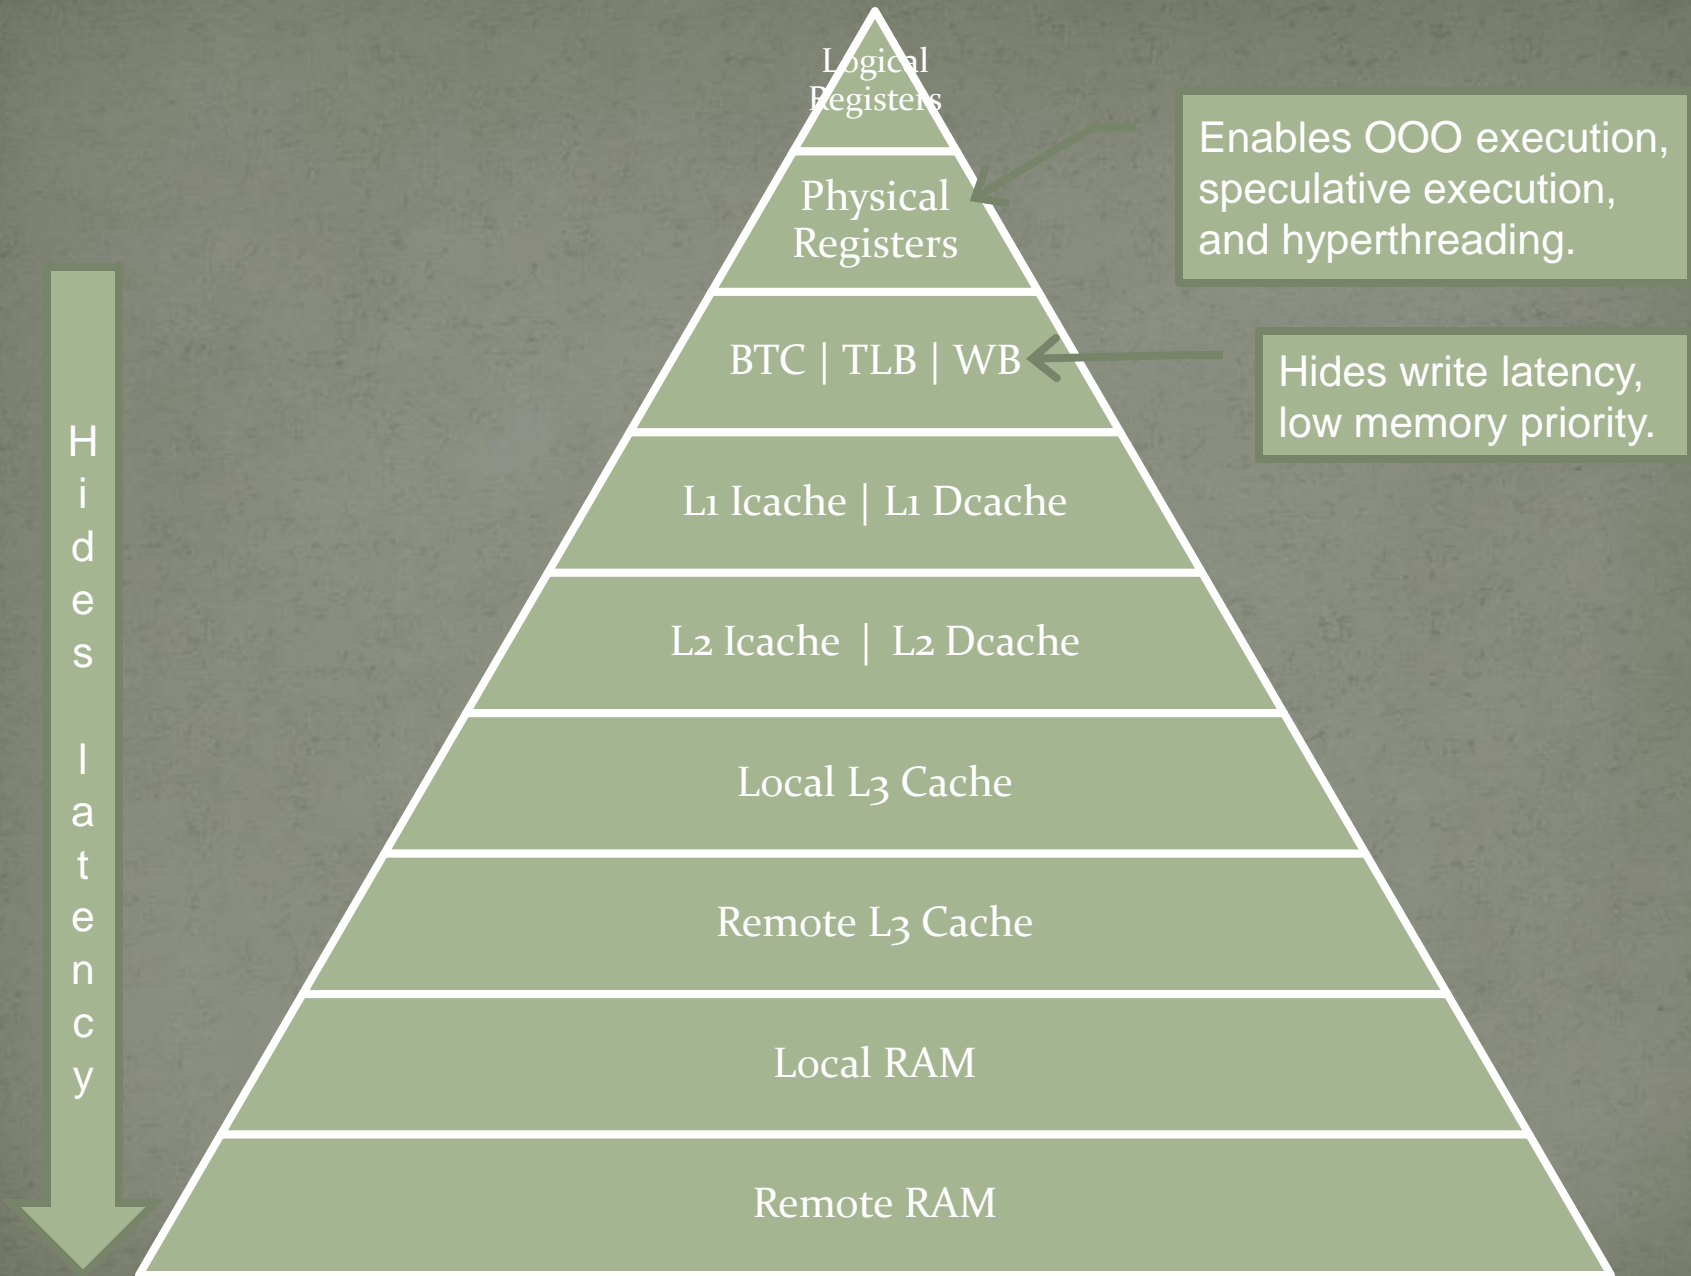 Logical
Registers
Physical
Registers
Enables OOO execution,
speculative execution,
and hyperthreading.
BTC | TLB | WB
Hides write latency,
low memory priority.
L1 Icache | L1 Dcache
L2 Icache | L2 Dcache
Local L3 Cache
Remote L3 Cache
Local RAM
Remote RAM
Hides latency